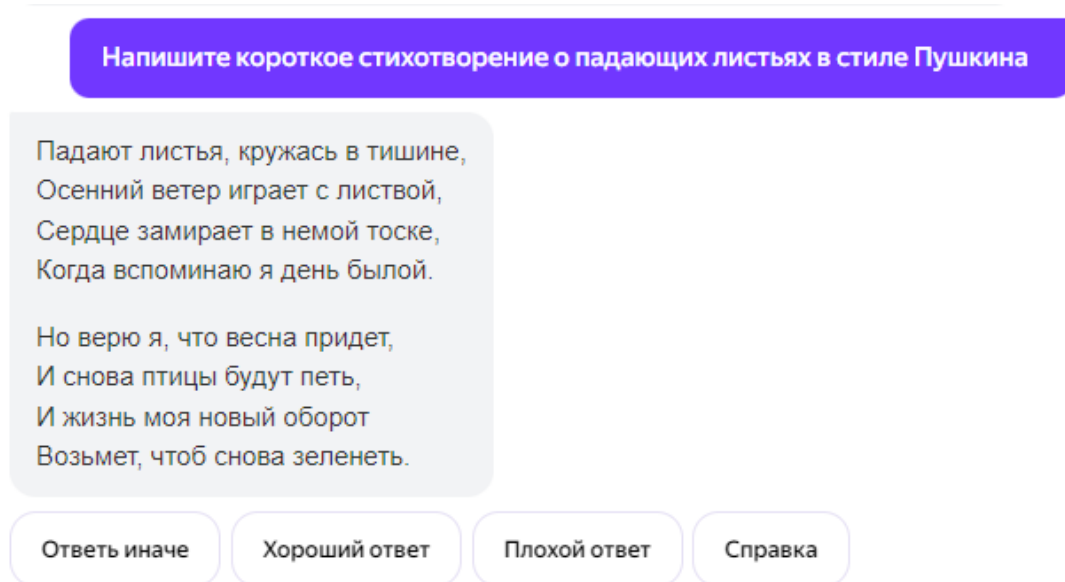 Напишите короткое стихотворение о падающих листьях в стиле Пушкина
Падают листья, кружась в тишине,
Осенний ветер играет с листвой,
Сердце замирает в немой тоске,
Когда вспоминаю я день былой.
Но верю я, что весна придет,
И снова птицы будут петь,
И жизнь моя новый оборот
Возьмет, чтоб снова зеленеть.
Ответь иначе
Хороший ответ
Плохой ответ
Справка